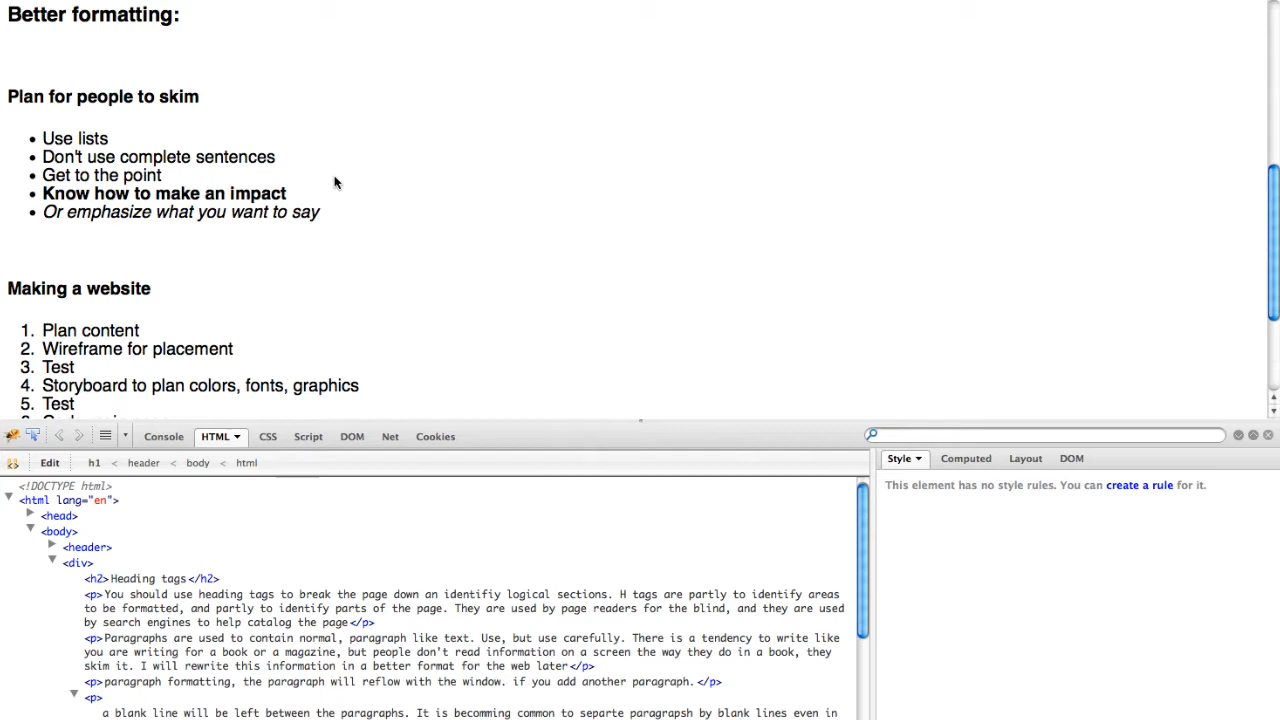 Better formatting:
Plan for people to skim
• Use lists
• Don't use complete sentences
• Get to the point
• Know how to make an impact
• Or emphasize what you want to say
Making a website
1. Plan content
2. Wireframe for placement
3. Test
4. Storyboard to plan colors, fonts, graphics
5. Test
Console HTML CSS Script DOM Net Cookies
Edit h1 < header < body < html
Style Computed Layout DOM
This element has no style rules. You can create a rule for it.
<!DOCTYPE html>
<html lang="en">
<head>
<body>
<header>
<div>
<h2>Heading tags</h2>
<p>You should use heading tags to break the page down an identifiy logical sections. H tags are partly to identify areas
to be formatted, and partly to identify parts of the page. They are used by page readers for the blind, and they are used
by search engines to help catalog the page</p>
<p>Paragraphs are used to contain normal, paragraph like text. Use, but use carefully. There is a tendency to write like
you are writing for a book or a magazine, but people don't read information on a screen the way they do in a book, they
skim it. I will rewrite this information in a better format for the web later</p>
<p>paragraph formatting, the paragraph will reflow with the window. if you add another paragraph.</p>
<p>
a blank line will be left between the paragraphs. It is becomming common to separte paragrapsh by blank lines even in